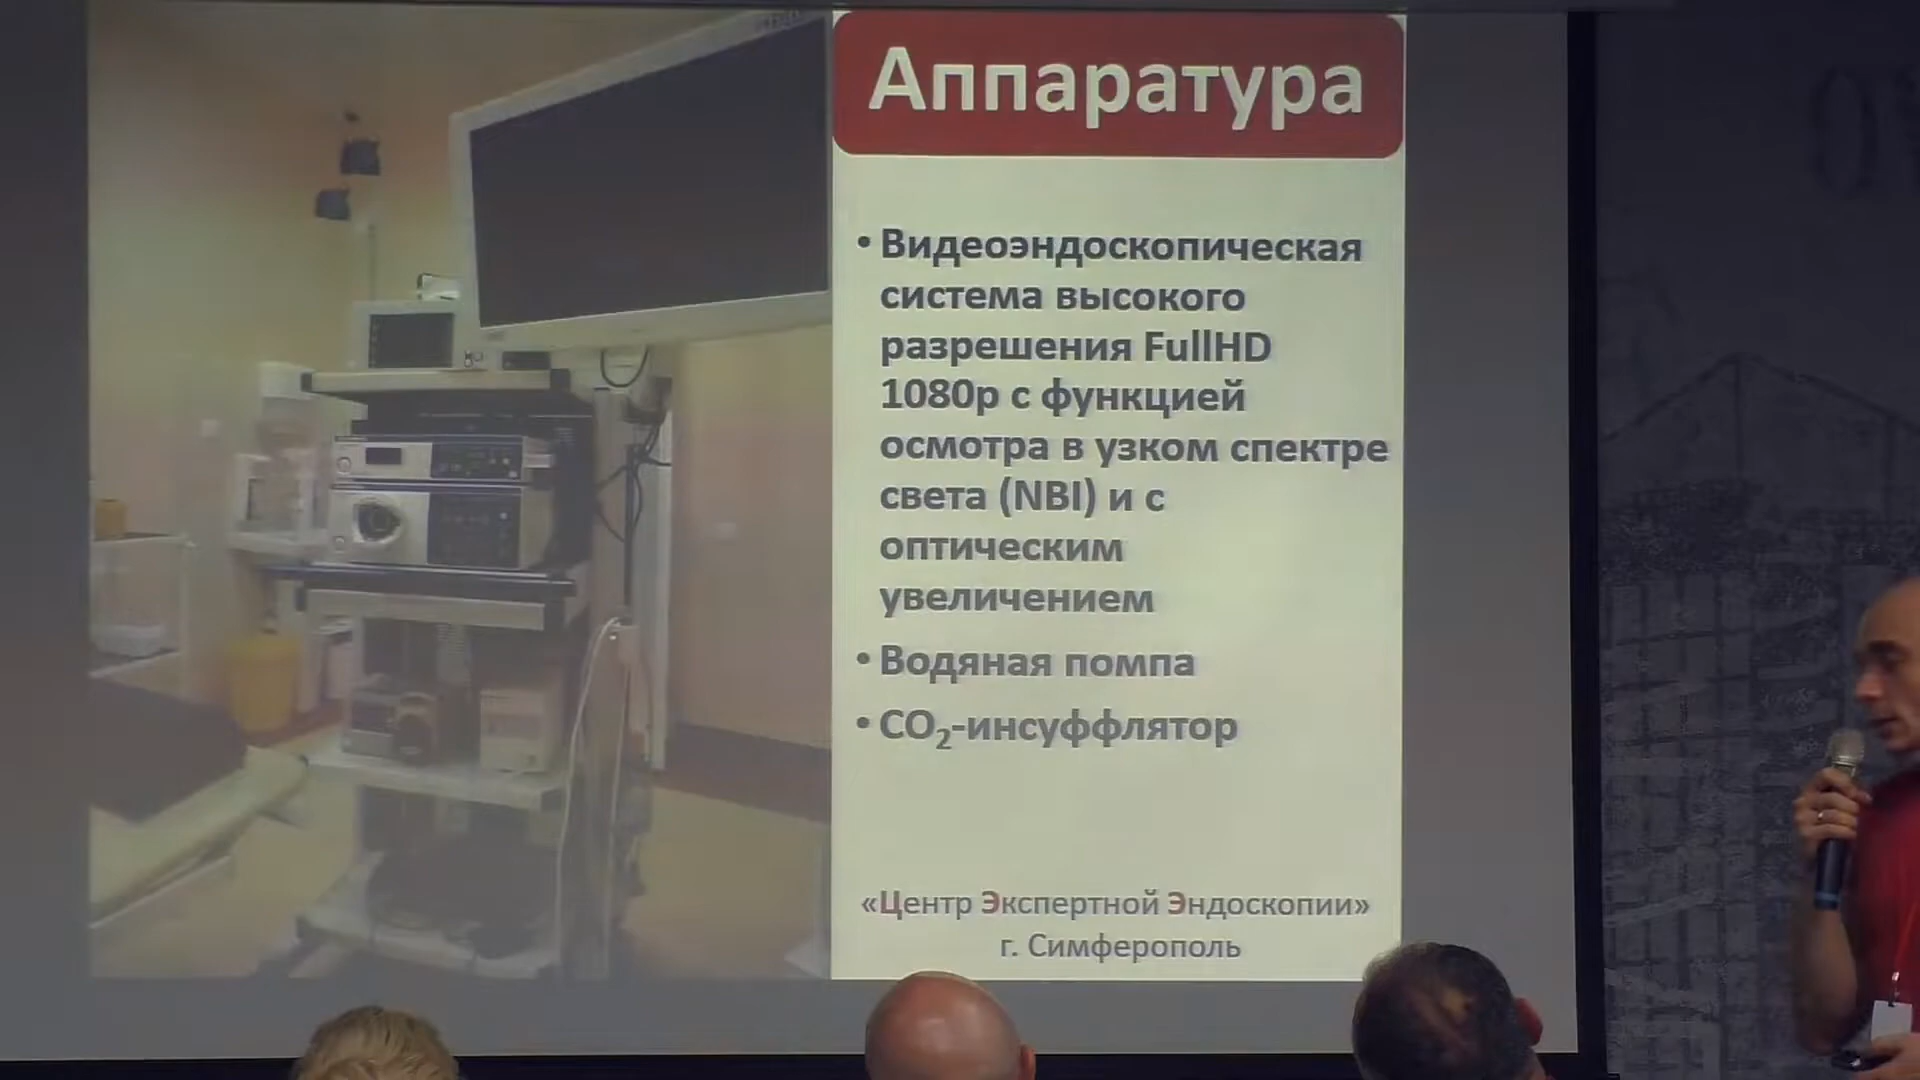 Аппаратура
• Видеоэндоскопическая
система высокого
разрешения FullHD
1080p с функцией
осмотра в узком спектре
света (NBI) и с
оптическим
увеличением
• Водяная помпа
• CO₂-инсуффлятор
«Центр Экспертной Эндоскопии»
г. Симферополь